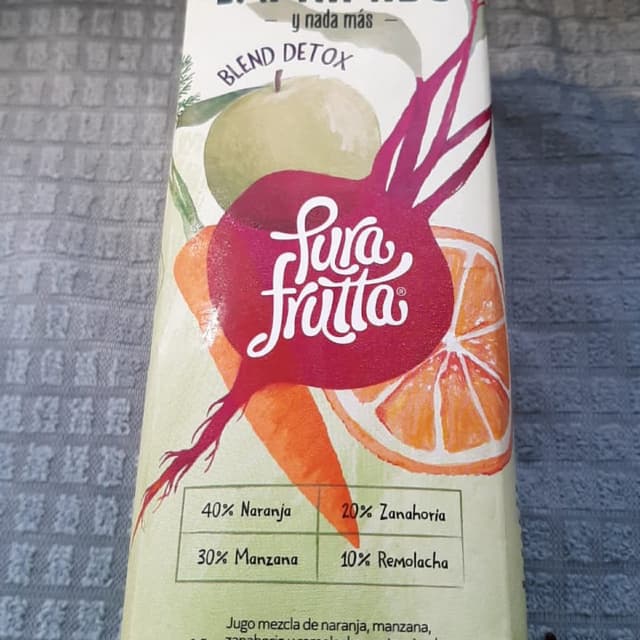 — y nada más —
BLEND DETOX
Pura
frutta®
40% Naranja
20% Zanahoria
30% Manzana
10% Remolacha
Jugo mezcla de naranja, manzana,